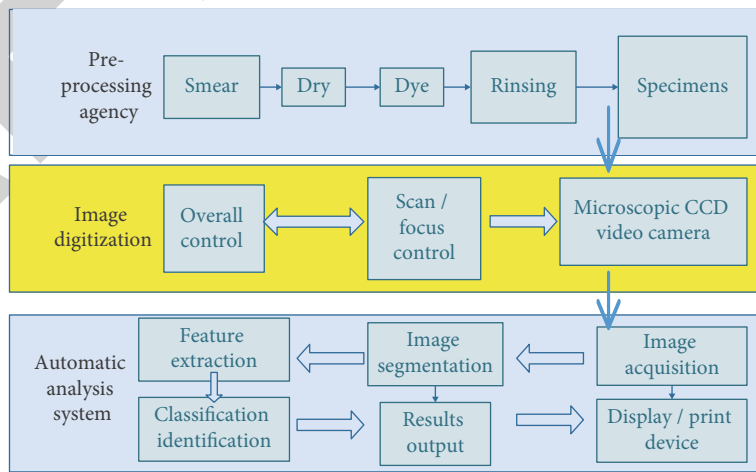 Pre-
processing
agency
Smear
Dry
Dye
Rinsing
Specimens
Image
digitization
Overall
control
Scan /
focus
control
Microscopic CCD
video camera
Automatic
analysis
system
Feature
extraction
Image
segmentation
Image
acquisition
Classification
identification
Results
output
Display / print
device